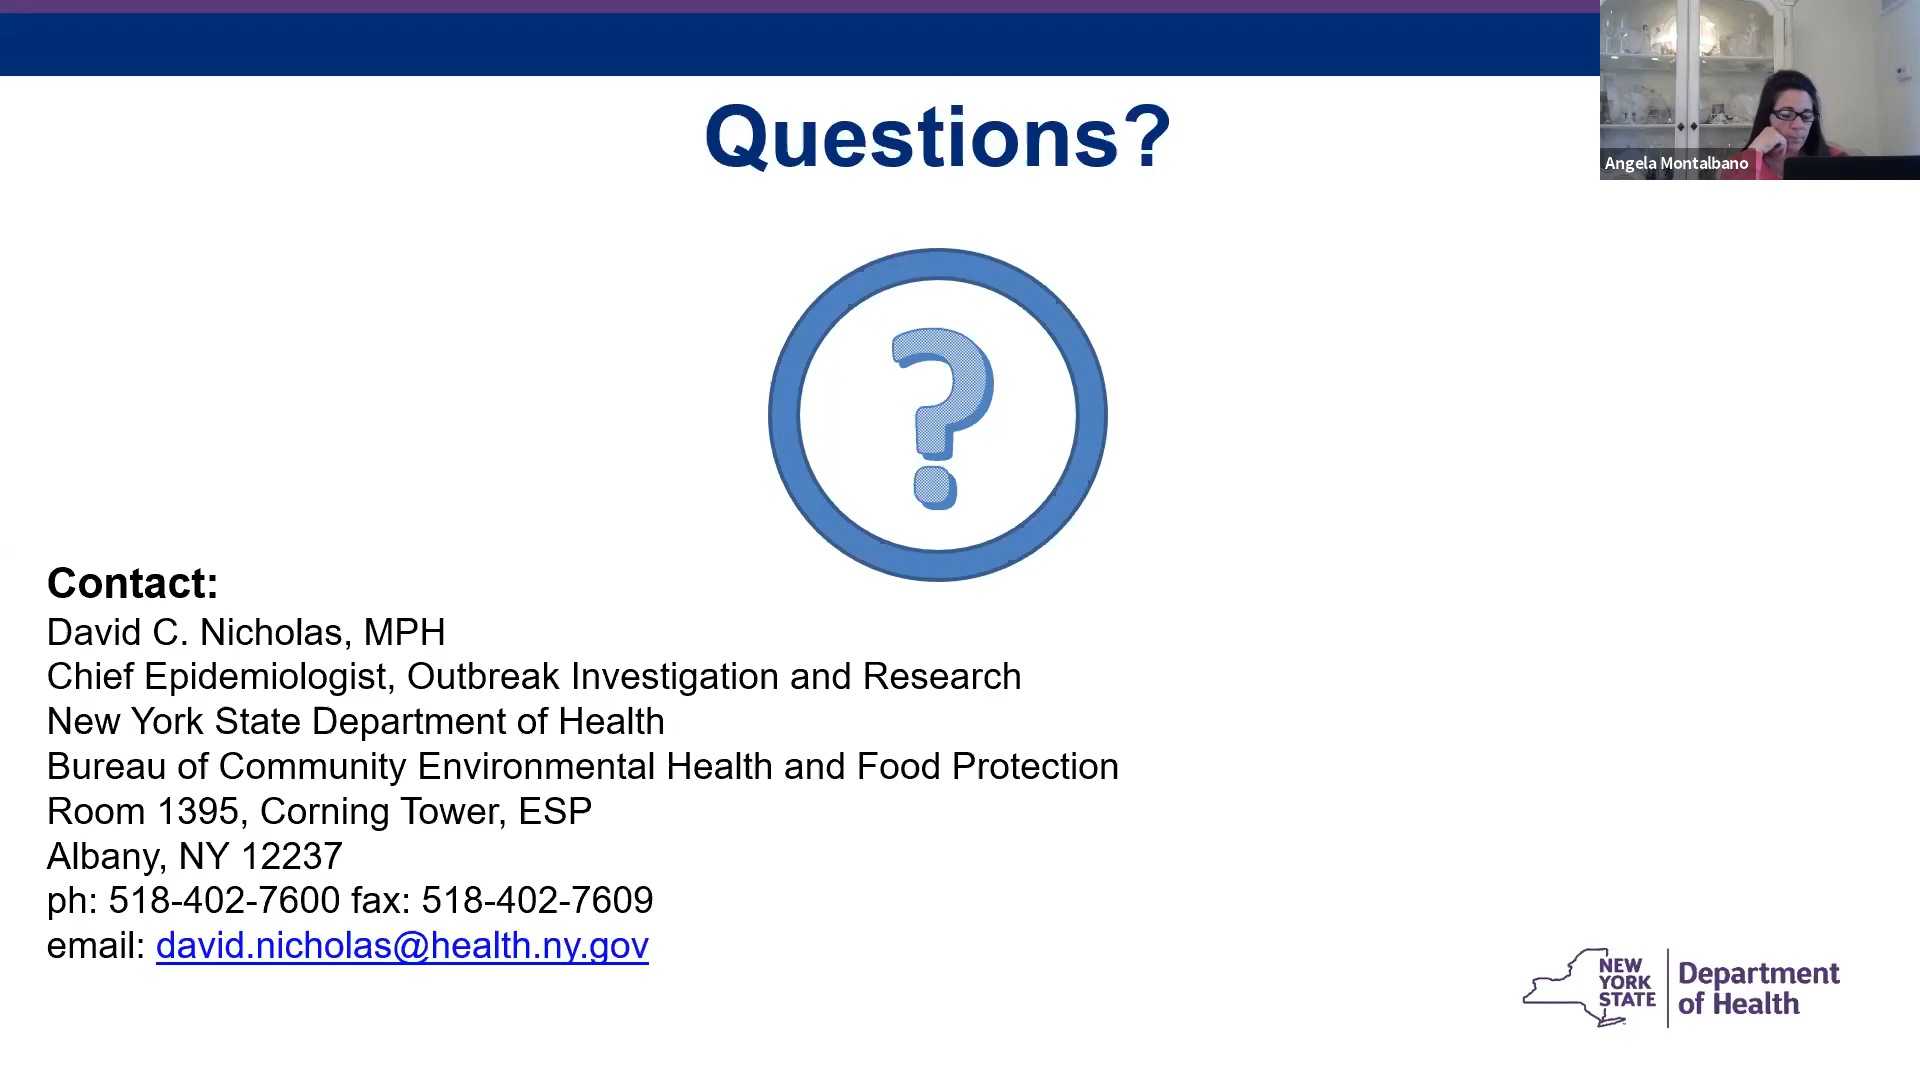 Questions?
Angela Montalbano
?
Contact:
David C. Nicholas, MPH
Chief Epidemiologist, Outbreak Investigation and Research
New York State Department of Health
Bureau of Community Environmental Health and Food Protection
Room 1395, Corning Tower, ESP
Albany, NY 12237
ph: 518-402-7600 fax: 518-402-7609
email: david.nicholas@health.ny.gov
NEW
YORK
STATE
Department
of Health